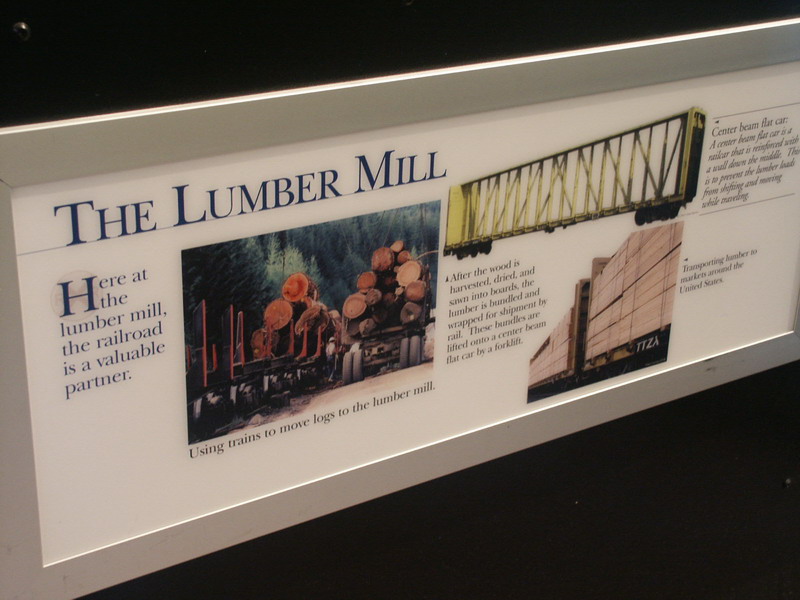 THE LUMBER MILL
Here at
the
lumber mill,
the railroad
is a valuable
partner.
Using trains to move logs to the lumber mill.
After the wood is
harvested, dried, and
sawn into boards, the
lumber is bundled and
wrapped for shipment by
rail. These bundles are
lifted onto a center beam
flat car by a forklift.
Center beam flat car:
A center beam flat car is a
railcar that is reinforced with
a wall down the middle. This
is to prevent the lumber loads
from shifting and moving
while traveling.
Transporting lumber to
markets around the
United States.
TTZA